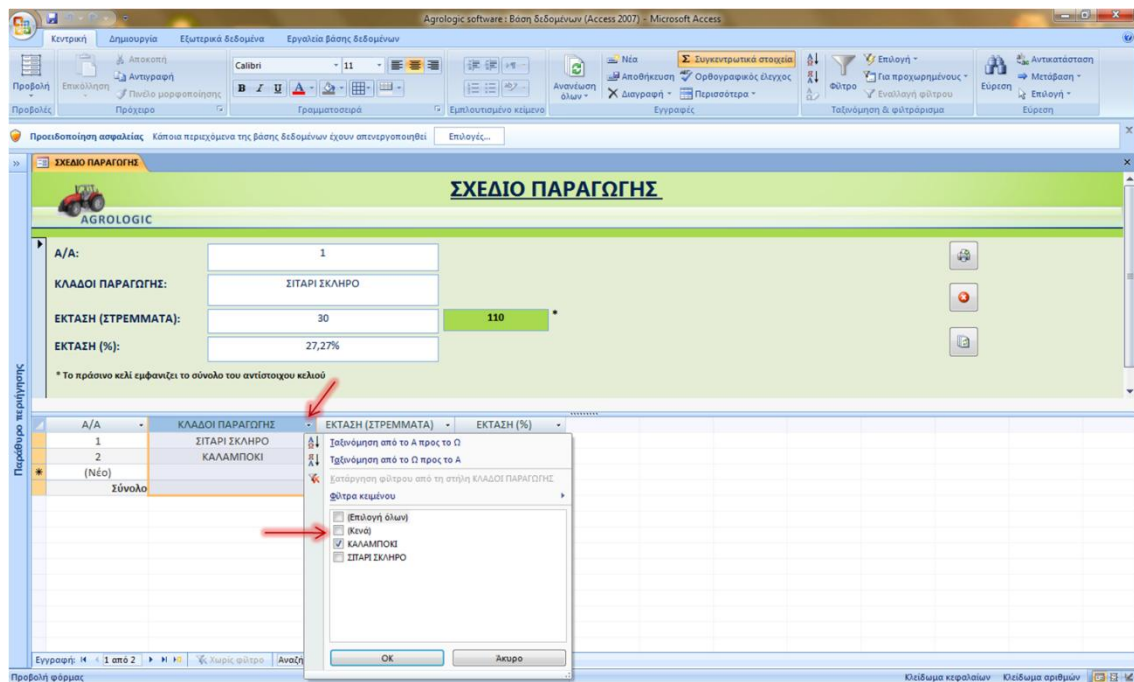 Agrologic software : Βάση δεδομένων (Access 2007) - Microsoft Access
Κεντρική Δημιουργία Εξωτερικά δεδομένα Εργαλεία βάσης δεδομένων
Προβολή
Προβολές
Επικόλληση
Αποκοπή
Αντιγραφή
Πινέλο μορφοποίησης
Πρόχειρο
Calibri 11
B I U A
Γραμματοσειρά
Εμπλουτισμένο κείμενο
Ανανέωση όλων
Νέα
Αποθήκευση
Διαγραφή
Σ Συγκεντρωτικά στοιχεία
Ορθογραφικός έλεγχος
Περισσότερα
Εγγραφές
Φίλτρο
Επιλογή
Για προχωρημένους
Εναλλαγή φίλτρου
Ταξινόμηση & φιλτράρισμα
Εύρεση
Αντικατάσταση
Μετάβαση
Επιλογή
Εύρεση
Προειδοποίηση ασφαλείας Κάποια περιεχόμενα της βάσης δεδομένων έχουν απενεργοποιηθεί Επιλογές...
ΣΧΕΔΙΟ ΠΑΡΑΓΩΓΗΣ
ΣΧΕΔΙΟ ΠΑΡΑΓΩΓΗΣ
AGROLOGIC
Α/Α: 1
ΚΛΑΔΟΙ ΠΑΡΑΓΩΓΗΣ: ΣΙΤΑΡΙ ΣΚΛΗΡΟ
ΕΚΤΑΣΗ (ΣΤΡΕΜΜΑΤΑ): 30 110 *
ΕΚΤΑΣΗ (%): 27,27%
* Το πράσινο κελί εμφανιζει το σύνολο του αντίστοιχου κελιού
Παράθυρο περιήγησης
Α/Α ΚΛΑΔΟΙ ΠΑΡΑΓΩΓΗΣ ΕΚΤΑΣΗ (ΣΤΡΕΜΜΑΤΑ) ΕΚΤΑΣΗ (%)
1 ΣΙΤΑΡΙ ΣΚΛΗΡΟ
2 ΚΑΛΑΜΠΟΚΙ
(Νέο)
Σύνολο
Ταξινόμηση από το Α προς το Ω
Ταξινόμηση από το Ω προς το Α
Κατάργηση φίλτρου από τη στήλη ΚΛΑΔΟΙ ΠΑΡΑΓΩΓΗΣ
Φίλτρα κειμένου
(Επιλογή όλων)
(Κενά)
ΚΑΛΑΜΠΟΚΙ
ΣΙΤΑΡΙ ΣΚΛΗΡΟ
OK Άκυρο
Εγγραφή: 1 από 2 Χωρίς φίλτρο Αναζη
Προβολή φόρμας Κλείδωμα κεφαλαίων Κλείδωμα αριθμών